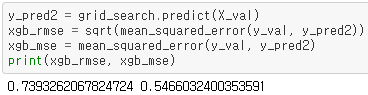 y_pred2 = grid_search.predict(X_val)
xgb_rmse = sqrt(mean_squared_error(y_val, y_pred2))
xgb_mse = mean_squared_error(y_val, y_pred2)
print(xgb_rmse, xgb_mse)
0.7393262067824724 0.5466032400353591